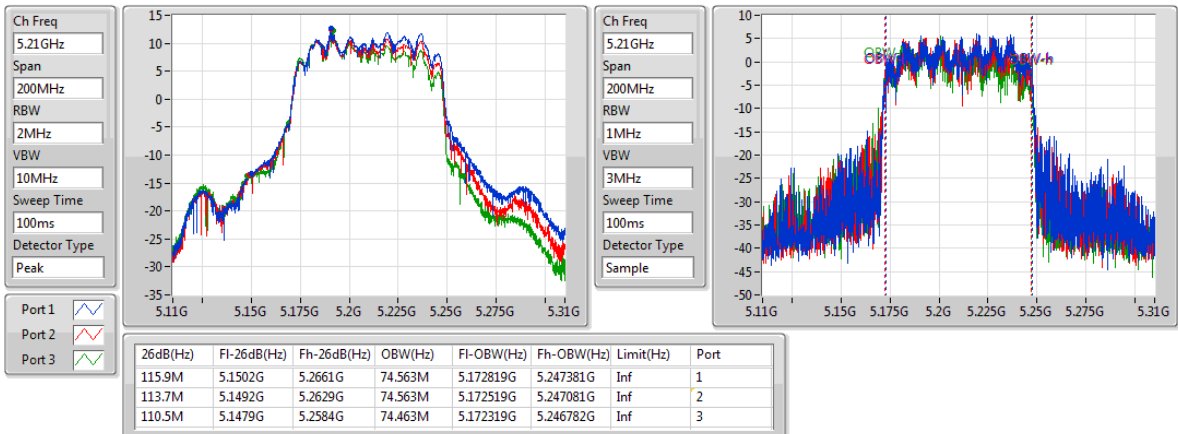 Ch Freq
5.21GHz
Span
200MHz
RBW
2MHz
VBW
10MHz
Sweep Time
100ms
Detector Type
Peak
15
10
5
0
-5
-10
-15
-20
-25
-30
-35
5.11G 5.15G 5.175G 5.2G 5.225G 5.25G 5.275G 5.31G
Ch Freq
5.21GHz
Span
200MHz
RBW
1MHz
VBW
3MHz
Sweep Time
100ms
Detector Type
Sample
10
5
0
-5
-10
-15
-20
-25
-30
-35
-40
-45
-50
OBW-h
5.11G 5.15G 5.175G 5.2G 5.225G 5.25G 5.275G 5.31G
Port 1
Port 2
Port 3
26dB(Hz) Fl-26dB(Hz) Fh-26dB(Hz) OBW(Hz) Fl-OBW(Hz) Fh-OBW(Hz) Limit(Hz) Port
115.9M 5.1502G 5.2661G 74.563M 5.172819G 5.247381G Inf 1
113.7M 5.1492G 5.2629G 74.563M 5.172519G 5.247081G Inf 2
110.5M 5.1479G 5.2584G 74.463M 5.172319G 5.246782G Inf 3